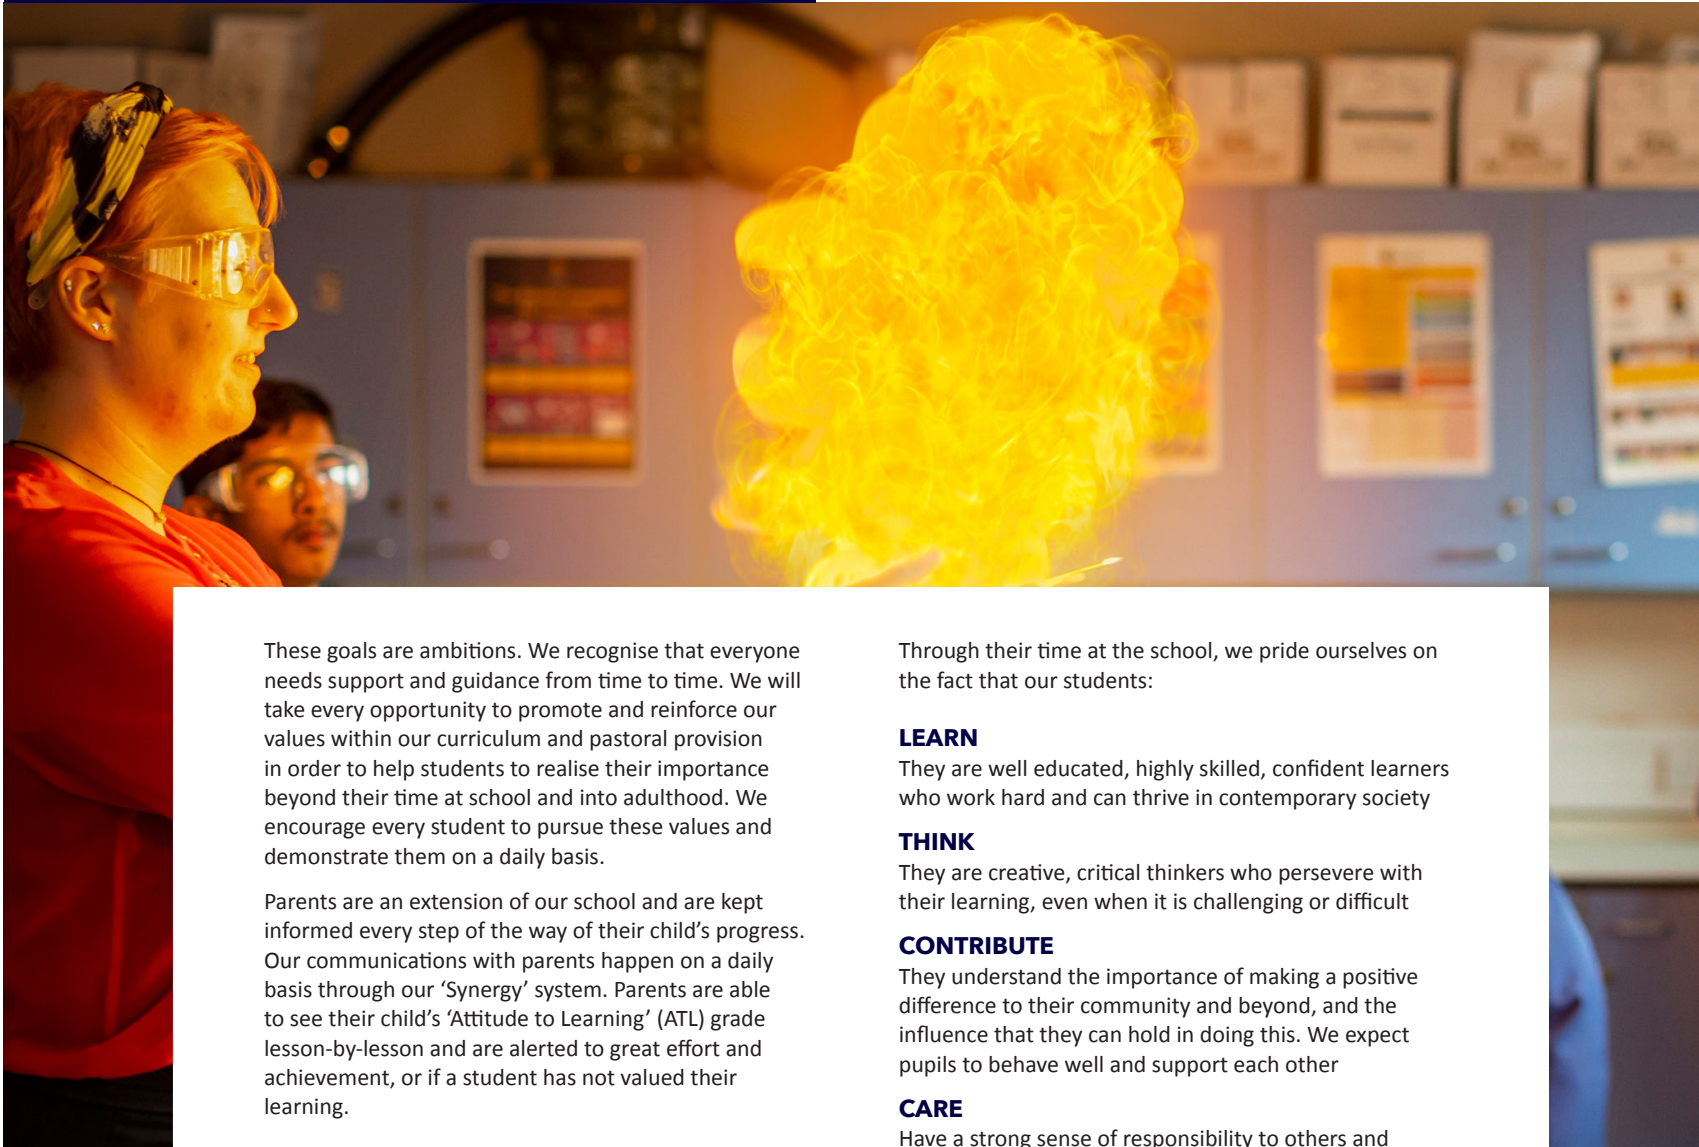 These goals are ambitions. We recognise that everyone
needs support and guidance from time to time. We will
take every opportunity to promote and reinforce our
values within our curriculum and pastoral provision
in order to help students to realise their importance
beyond their time at school and into adulthood. We
encourage every student to pursue these values and
demonstrate them on a daily basis.
Parents are an extension of our school and are kept
informed every step of the way of their child’s progress.
Our communications with parents happen on a daily
basis through our ‘Synergy’ system. Parents are able
to see their child’s ‘Attitude to Learning’ (ATL) grade
lesson-by-lesson and are alerted to great effort and
achievement, or if a student has not valued their
learning.
Through their time at the school, we pride ourselves on
the fact that our students:
LEARN
They are well educated, highly skilled, confident learners
who work hard and can thrive in contemporary society
THINK
They are creative, critical thinkers who persevere with
their learning, even when it is challenging or difficult
CONTRIBUTE
They understand the importance of making a positive
difference to their community and beyond, and the
influence that they can hold in doing this. We expect
pupils to behave well and support each other
CARE
Have a strong sense of responsibility to others and